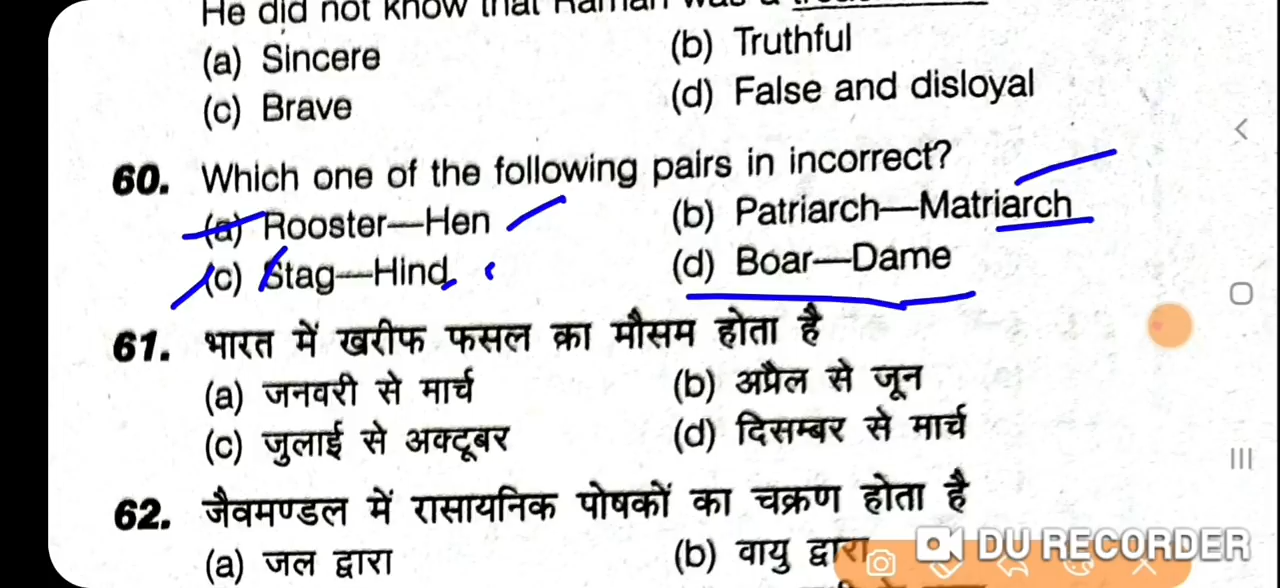 He did not know that Raman was a
(a) Sincere
(b) Truthful
(c) Brave
(d) False and disloyal
60. Which one of the following pairs in incorrect?
(a) Rooster—Hen
(b) Patriarch—Matriarch
(c) Stag—Hind
(d) Boar—Dame
61. भारत में खरीफ फसल का मौसम होता है
(a) जनवरी से मार्च
(b) अप्रैल से जून
(c) जुलाई से अक्टूबर
(d) दिसम्बर से मार्च
62. जैवमण्डल में रासायनिक पोषकों का चक्रण होता है
(a) जल द्वारा
(b) वायु द्वारा
DU RECORDER